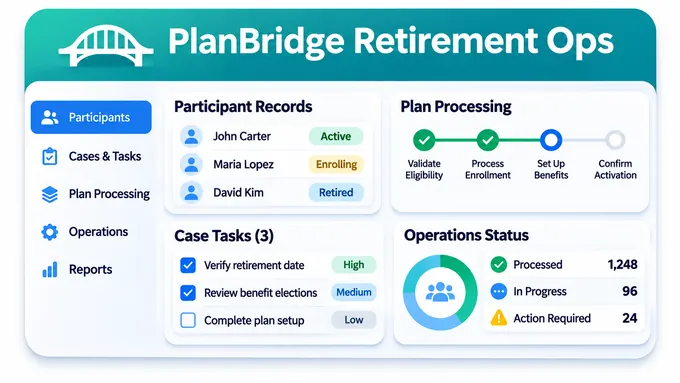 PlanBridge Retirement Ops
Participants
Cases & Tasks
Plan Processing
Operations
Reports
Participant Records
John Carter Active
Maria Lopez Enrolling
David Kim Retired
Plan Processing
Validate Eligibility
Process Enrollment
Set Up Benefits
Confirm Activation
Case Tasks (3)
Verify retirement date High
Review benefit elections Medium
Complete plan setup Low
Operations Status
Processed 1,248
In Progress 96
Action Required 24